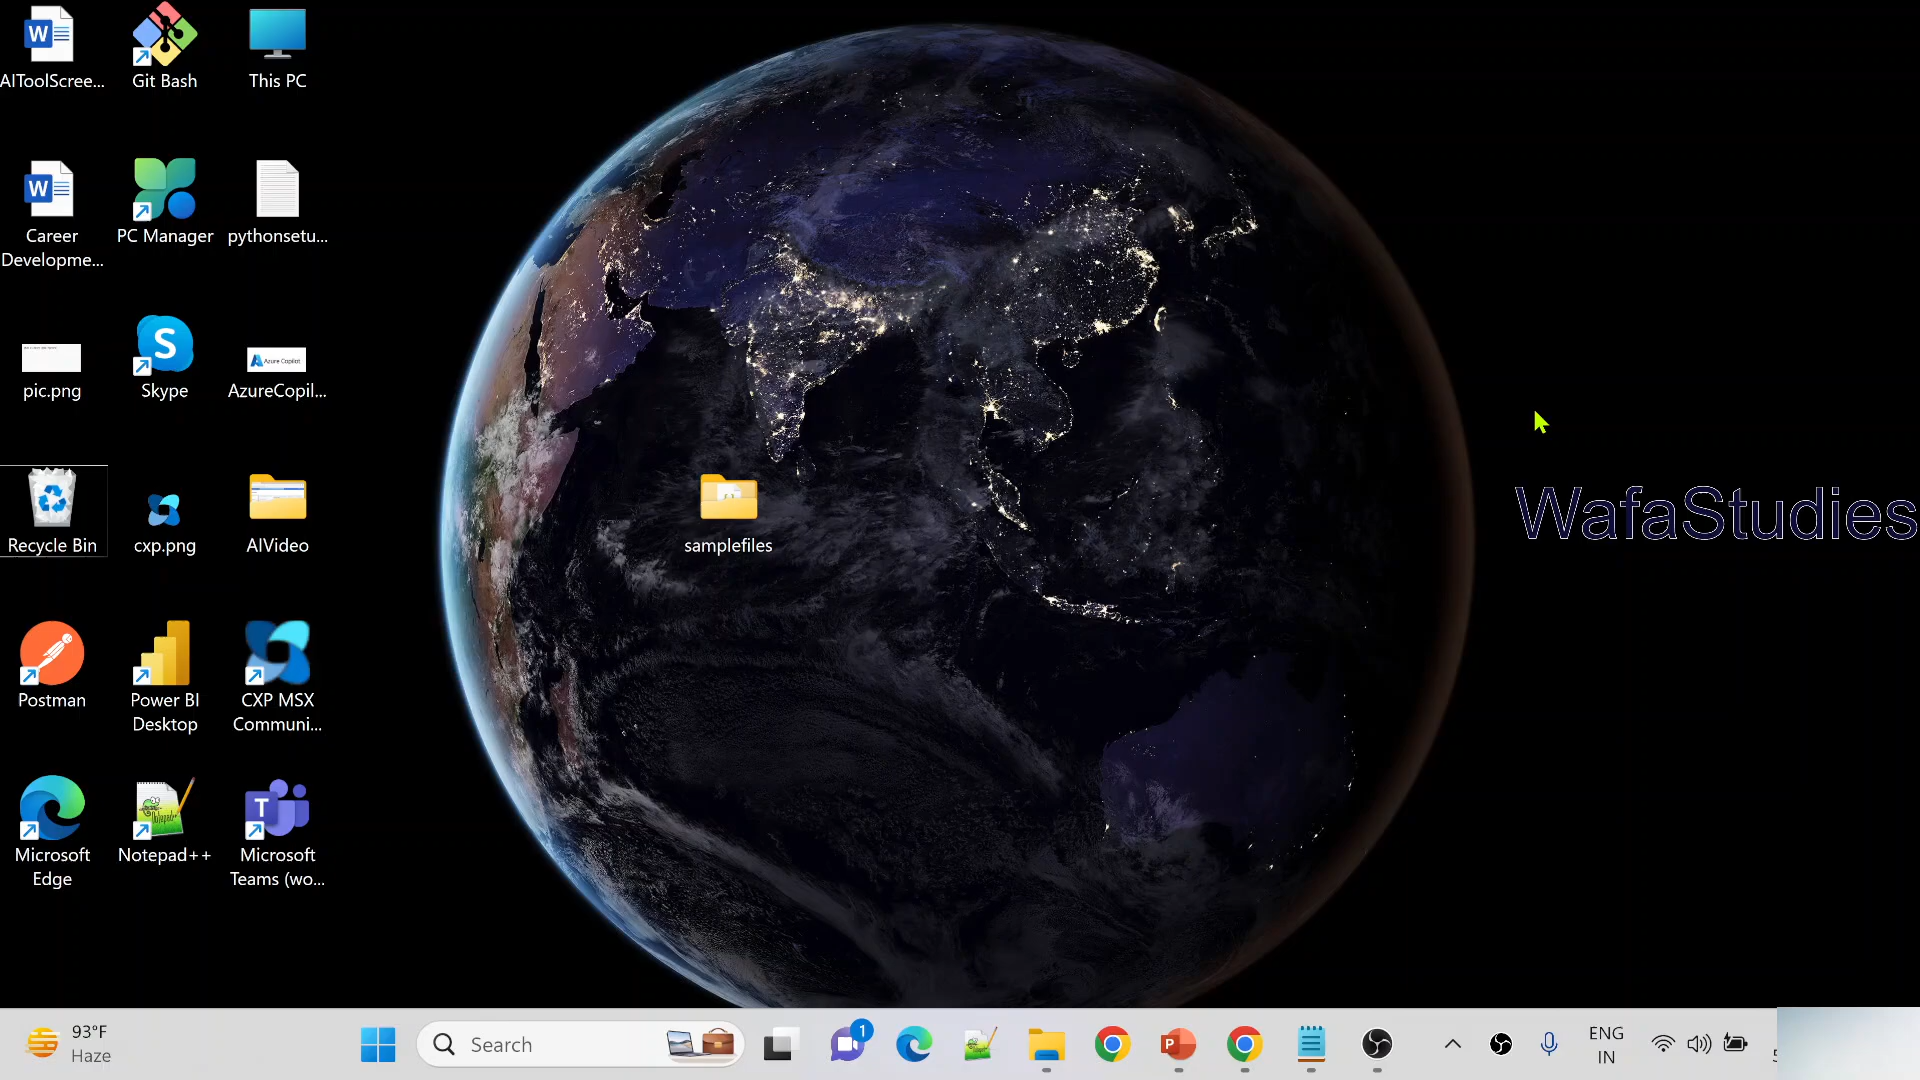 AIToolScree...
Git Bash
This PC
Career
Developme...
PC Manager
pythonsetu...
pic.png
Skype
Azure Copilot
AzureCopil...
Recycle Bin
cxp.png
AIVideo
samplefiles
WafaStudies
Postman
Power BI
Desktop
CXP MSX
Communi...
Microsoft
Edge
Notepad++
Microsoft
Teams (wo...
93°F
Haze
Search
1
ENG
IN